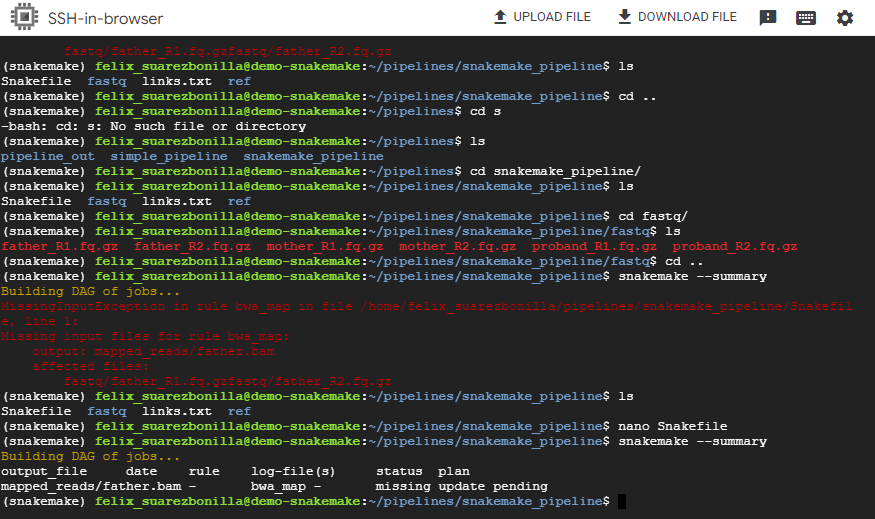 SSH-in-browser
UPLOAD FILE
DOWNLOAD FILE
fastq/father_R1.fq.gzfastq/father_R2.fq.gz
(snakemake) felix_suarezbonilla@demo-snakemake:~/pipelines/snakemake_pipeline$ ls
Snakefile  fastq  links.txt  ref
(snakemake) felix_suarezbonilla@demo-snakemake:~/pipelines/snakemake_pipeline$ cd ..
(snakemake) felix_suarezbonilla@demo-snakemake:~/pipelines$ cd s
-bash: cd: s: No such file or directory
(snakemake) felix_suarezbonilla@demo-snakemake:~/pipelines$ ls
pipeline_out  simple_pipeline  snakemake_pipeline
(snakemake) felix_suarezbonilla@demo-snakemake:~/pipelines$ cd snakemake_pipeline/
(snakemake) felix_suarezbonilla@demo-snakemake:~/pipelines/snakemake_pipeline$ ls
Snakefile  fastq  links.txt  ref
(snakemake) felix_suarezbonilla@demo-snakemake:~/pipelines/snakemake_pipeline$ cd fastq/
(snakemake) felix_suarezbonilla@demo-snakemake:~/pipelines/snakemake_pipeline/fastq$ ls
father_R1.fq.gz  father_R2.fq.gz  mother_R1.fq.gz  mother_R2.fq.gz  proband_R1.fq.gz  proband_R2.fq.gz
(snakemake) felix_suarezbonilla@demo-snakemake:~/pipelines/snakemake_pipeline/fastq$ cd ..
(snakemake) felix_suarezbonilla@demo-snakemake:~/pipelines/snakemake_pipeline$ snakemake --summary
Building DAG of jobs...
MissingInputException in rule bwa_map in file /home/felix_suarezbonilla/pipelines/snakemake_pipeline/Snakefil
e, line 1:
Missing input files for rule bwa_map:
output: mapped_reads/father.bam
affected files:
fastq/father_R1.fq.gzfastq/father_R2.fq.gz
(snakemake) felix_suarezbonilla@demo-snakemake:~/pipelines/snakemake_pipeline$ ls
Snakefile  fastq  links.txt  ref
(snakemake) felix_suarezbonilla@demo-snakemake:~/pipelines/snakemake_pipeline$ nano Snakefile
(snakemake) felix_suarezbonilla@demo-snakemake:~/pipelines/snakemake_pipeline$ snakemake --summary
Building DAG of jobs...
output_file     date    rule    log-file(s)     status  plan
mapped_reads/father.bam -       bwa_map -       missing update pending
(snakemake) felix_suarezbonilla@demo-snakemake:~/pipelines/snakemake_pipeline$